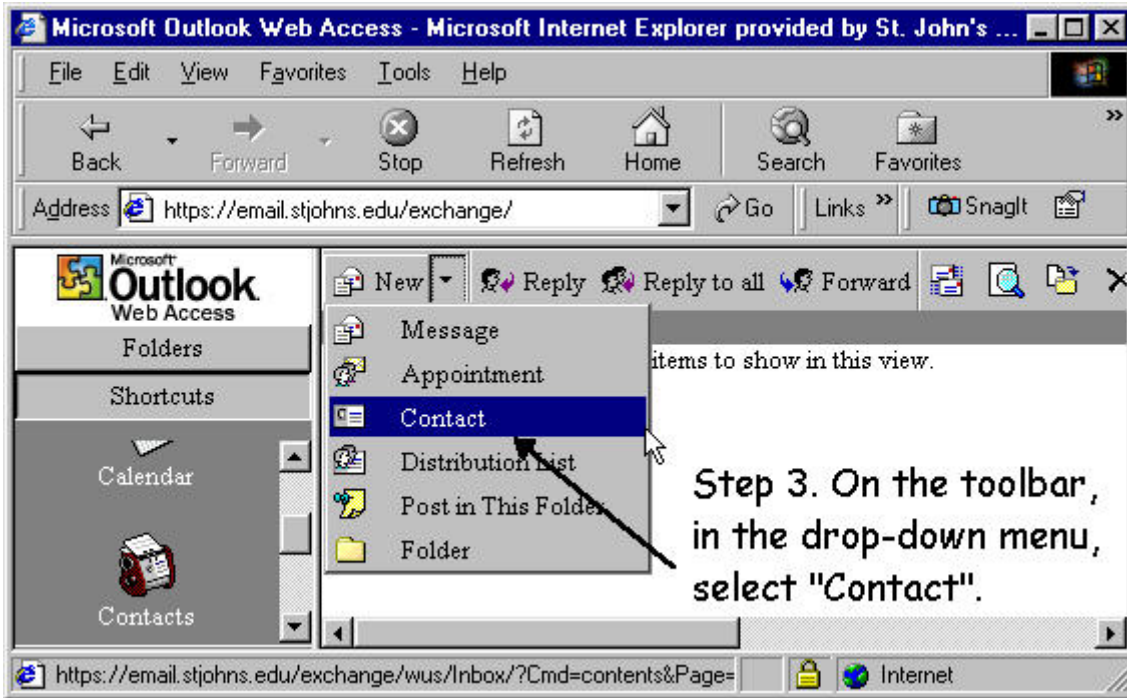 Microsoft Outlook Web Access - Microsoft Internet Explorer provided by St. John's ...
File Edit View Favorites Tools Help
Back Forward Stop Refresh Home Search Favorites »
Address https://email.stjohns.edu/exchange/ Go Links » SnagIt
Microsoft
Outlook
Web Access
New Reply Reply to all Forward
Folders
Shortcuts
Calendar
Contacts
Message
Appointment
Contact
Distribution List
Post in This Folder
Folder
items to show in this view.
Step 3. On the toolbar,
in the drop-down menu,
select "Contact".
https://email.stjohns.edu/exchange/wus/Inbox/?Cmd=contents&Page= Internet